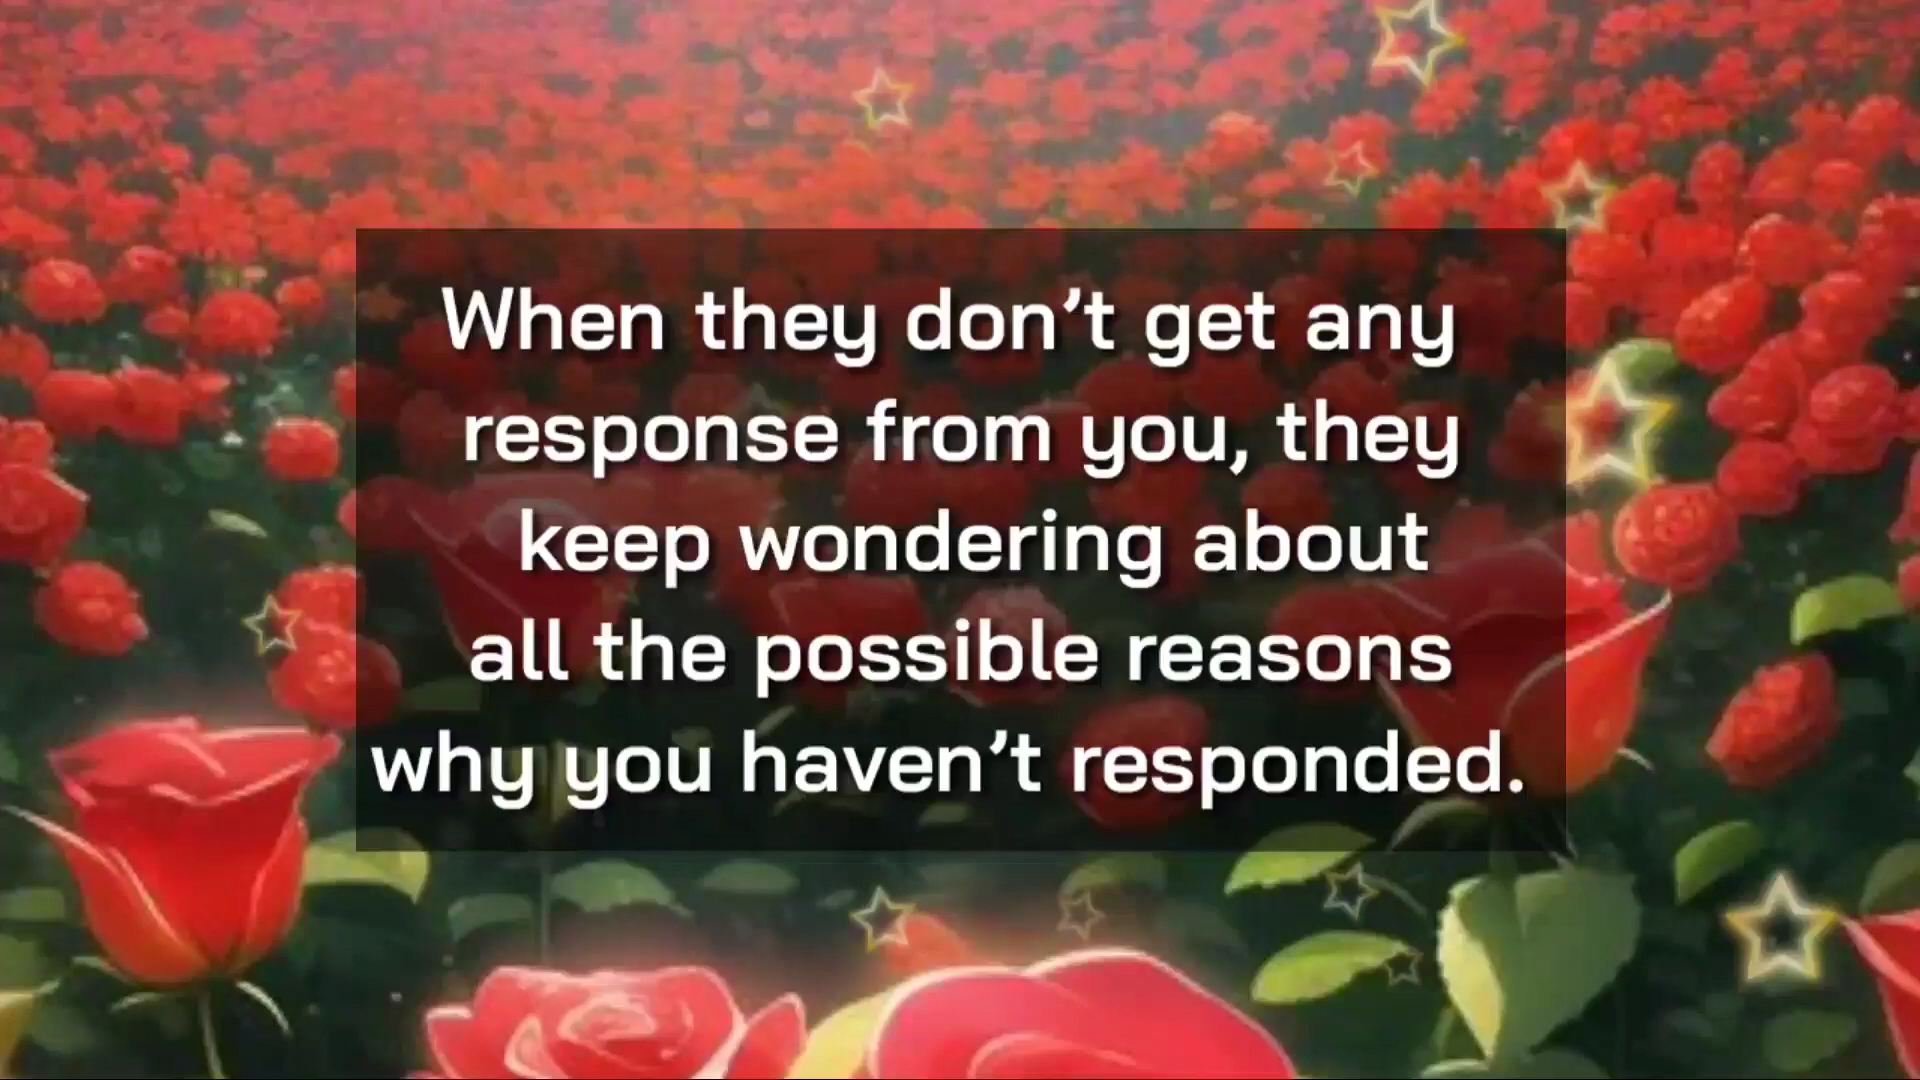 When they don’t get any
response from you, they
keep wondering about
all the possible reasons
why you haven’t responded.